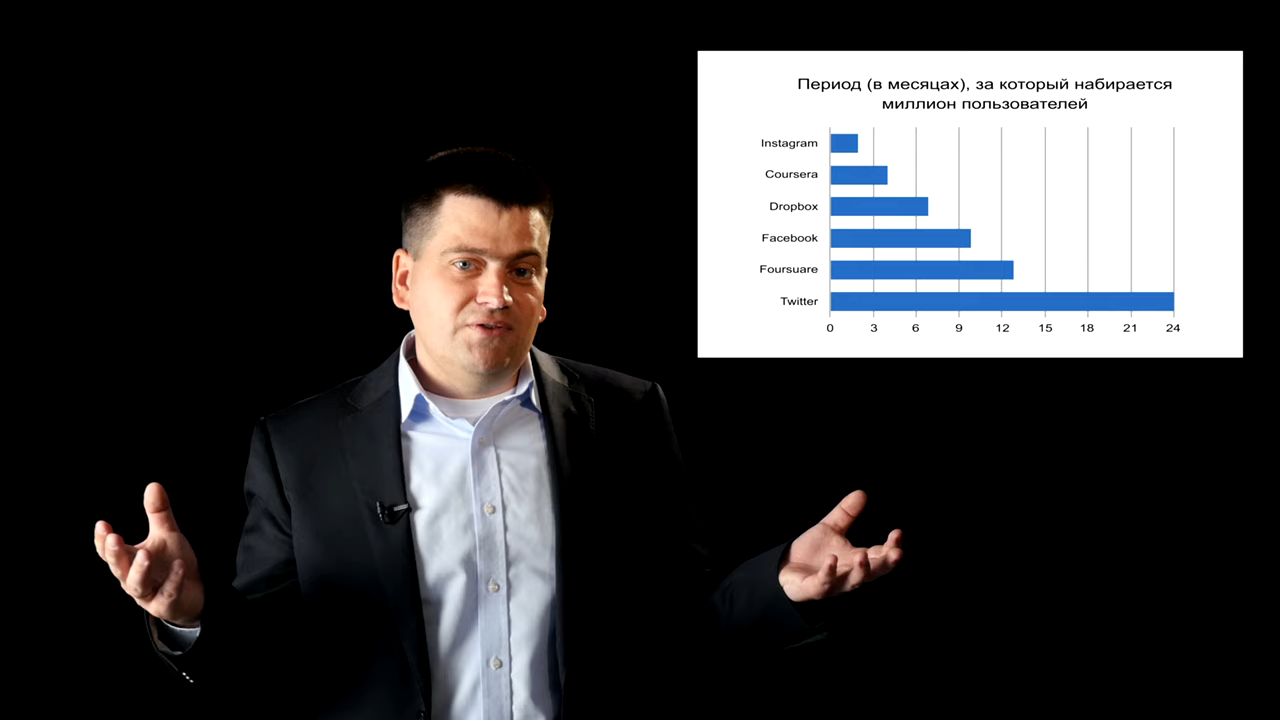 Период (в месяцах), за который набирается
миллион пользователей
Instagram
Coursera
Dropbox
Facebook
Foursuare
Twitter
0 3 6 9 12 15 18 21 24